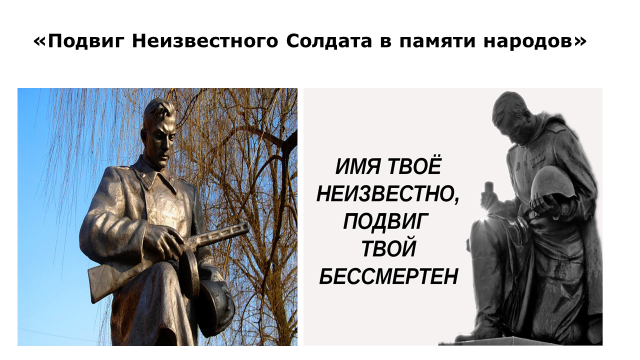 «Подвиг Неизвестного Солдата в памяти народов»
ИМЯ ТВОЁ
НЕИЗВЕСТНО,
ПОДВИГ
ТВОЙ
БЕССМЕРТЕН